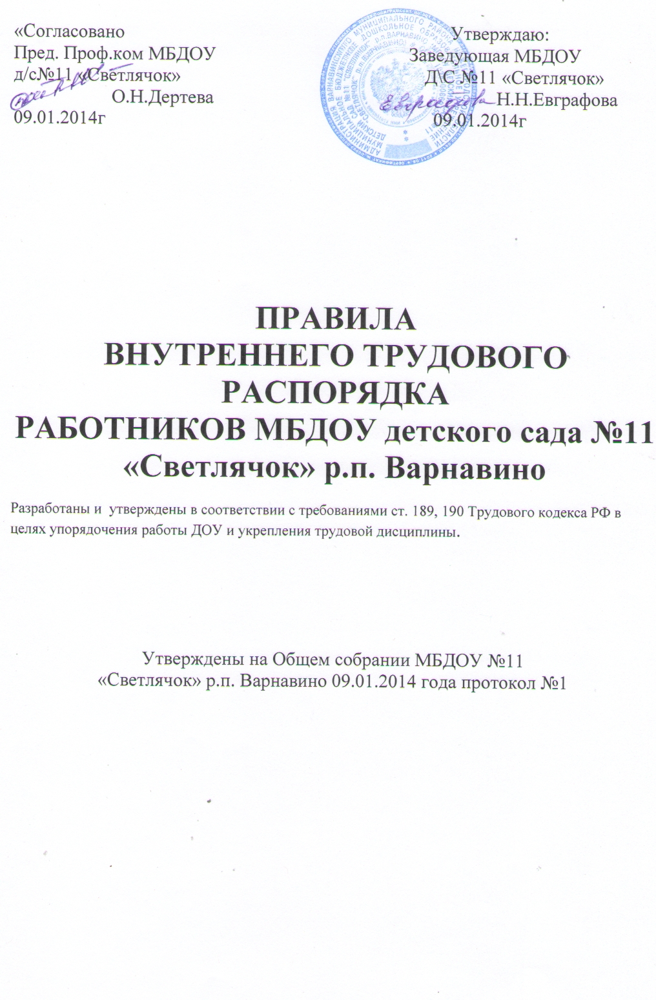 «Согласовано
Пред. Проф.ком МБДОУ
д/с№11 «Светлячок»
О.Н.Дертева
09.01.2014г
Утверждаю:
Заведующая МБДОУ
Д\С №11 «Светлячок»
Евграфова Н.Н.Евграфова
09.01.2014г
ПРАВИЛА
ВНУТРЕННЕГО ТРУДОВОГО
РАСПОРЯДКА
РАБОТНИКОВ МБДОУ детского сада №11
«Светлячок» р.п. Варнавино
Разработаны и утверждены в соответствии с требованиями ст. 189, 190 Трудового кодекса РФ в
целях упорядочения работы ДОУ и укрепления трудовой дисциплины.
Утверждены на Общем собрании МБДОУ №11
«Светлячок» р.п. Варнавино 09.01.2014 года протокол №1